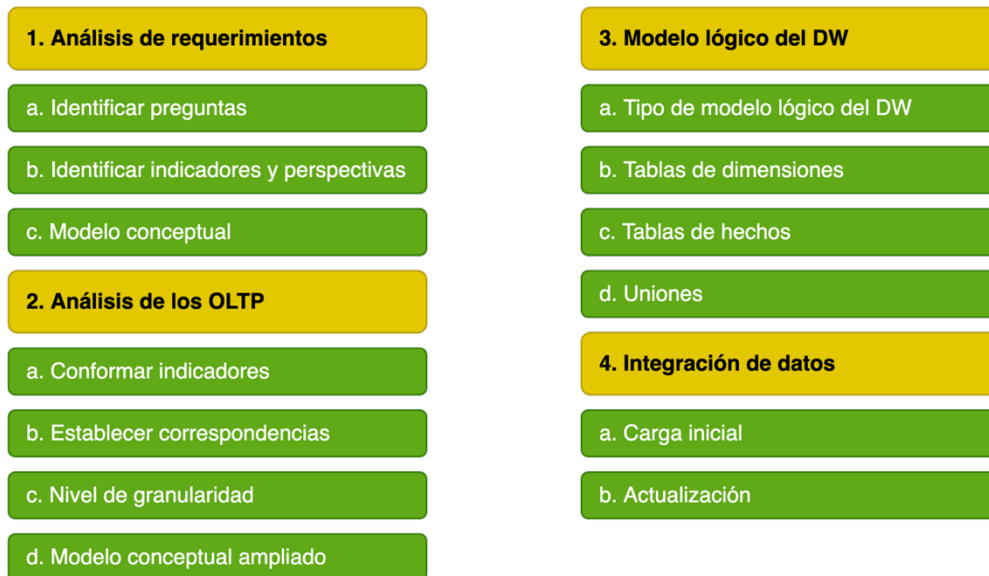 1. Análisis de requerimientos
a. Identificar preguntas
b. Identificar indicadores y perspectivas
c. Modelo conceptual
2. Análisis de los OLTP
a. Conformar indicadores
b. Establecer correspondencias
c. Nivel de granularidad
d. Modelo conceptual ampliado
3. Modelo lógico del DW
a. Tipo de modelo lógico del DW
b. Tablas de dimensiones
c. Tablas de hechos
d. Uniones
4. Integración de datos
a. Carga inicial
b. Actualización